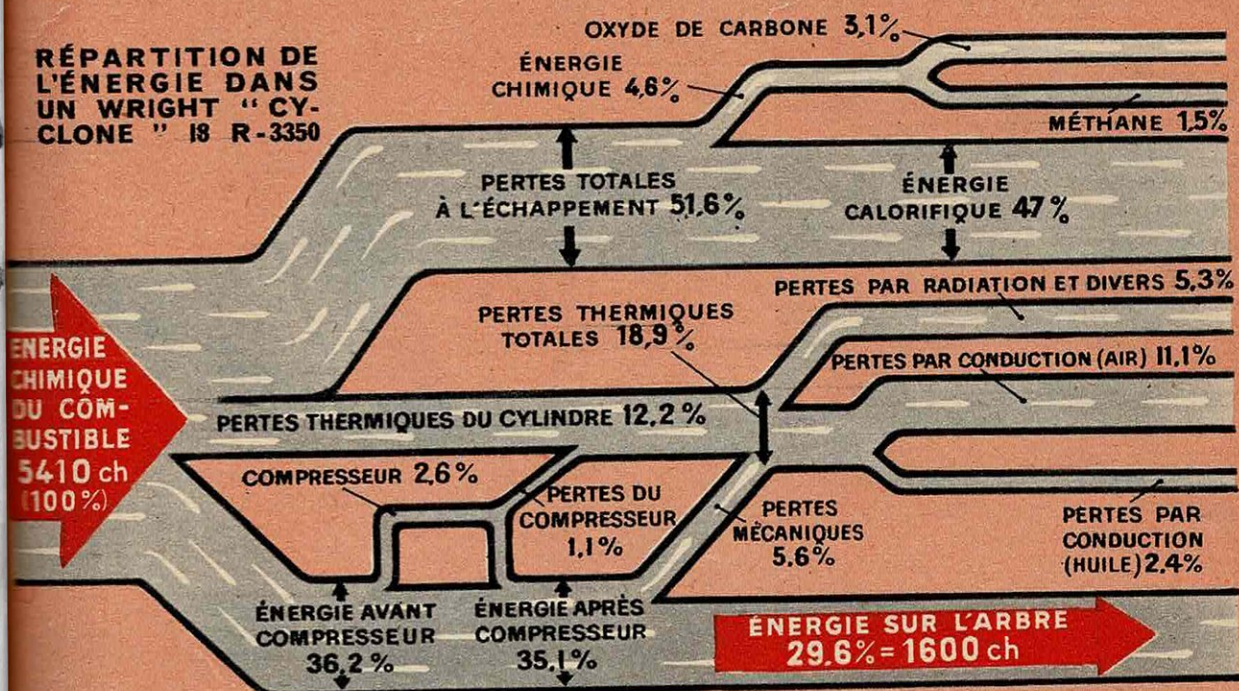 RÉPARTITION DE
L'ÉNERGIE DANS
UN WRIGHT “ CY-
CLONE ” 18 R-3350
OXYDE DE CARBONE 3,1%
ÉNERGIE
CHIMIQUE 4,6%
MÉTHANE 1,5%
PERTES TOTALES
À L'ÉCHAPPEMENT 51,6%
ÉNERGIE
CALORIFIQUE 47%
PERTES PAR RADIATION ET DIVERS 5,3%
PERTES THERMIQUES
TOTALES 18,9%
PERTES PAR CONDUCTION (AIR) 11,1%
ENERGIE
CHIMIQUE
DU COM-
BUSTIBLE
5410 ch
(100%)
PERTES THERMIQUES DU CYLINDRE 12,2%
COMPRESSEUR 2,6%
PERTES DU
COMPRESSEUR
1,1%
PERTES
MÉCANIQUES
5,6%
PERTES PAR
CONDUCTION
(HUILE) 2,4%
ÉNERGIE AVANT
COMPRESSEUR
36,2%
ÉNERGIE APRÈS
COMPRESSEUR
35,1%
ÉNERGIE SUR L'ARBRE
29,6% = 1600 ch